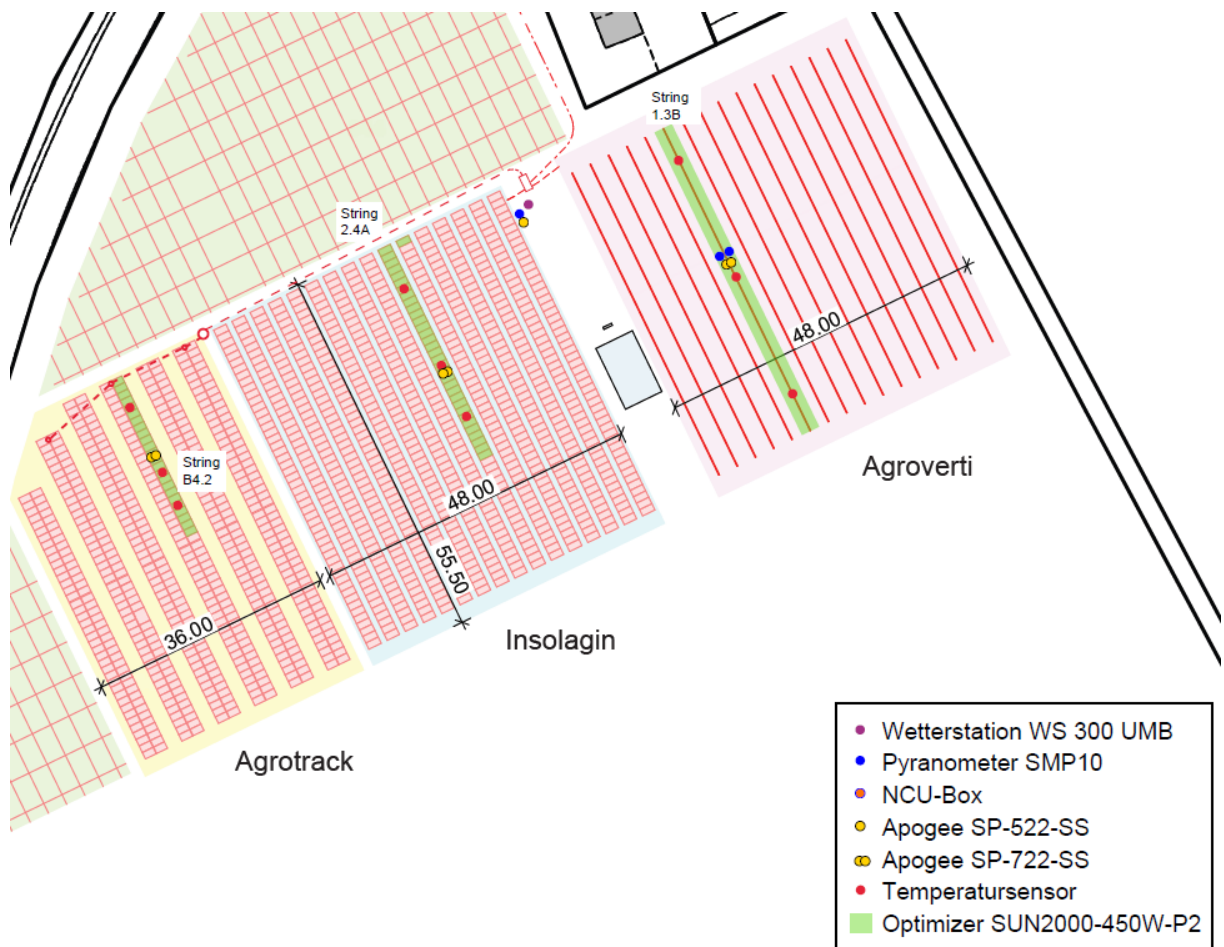 String
1.3B
String
2.4A
48.00
Agroverti
String
B4.2
48.00
55.50
36.00
Insolagin
Agrotrack
Wetterstation WS 300 UMB
Pyranometer SMP10
NCU-Box
Apogee SP-522-SS
Apogee SP-722-SS
Temperatursensor
Optimizer SUN2000-450W-P2